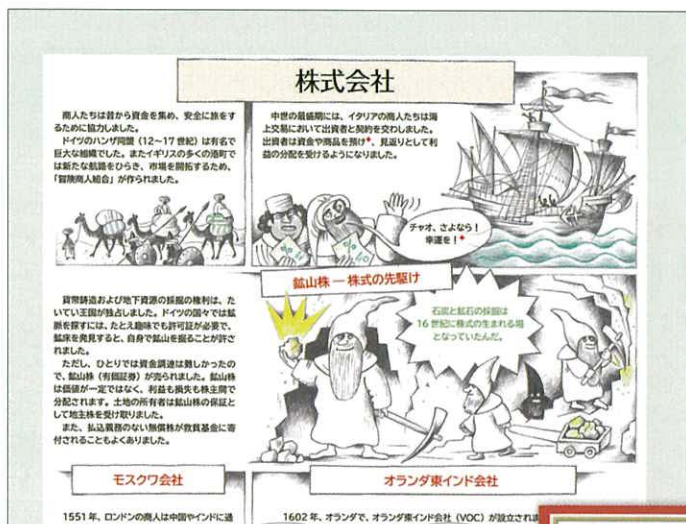 株式会社
商人たちは昔から資金を集め、安全に旅をす
るために協力しました。
ドイツのハンザ同盟（12〜17世紀）は有名で
巨大な組織でした。またイギリスの多くの港町で
は新たな航路をひらき、市場を開拓するため、
「冒険商人組合」が作られました。
中世の最盛期には、イタリアの商人たちは海
上交易において出資者と契約を交わしました。
出資者は資金や商品を預け*、見返りとして利
益の分配を受けるようになりました。
チャオ、さよなら！
幸運を！*
鉱山株 — 株式の先駆け
貨幣鋳造および地下資源の採掘の権利は、た
いてい王国が独占しました。ドイツの国々では鉱
脈を探すには、たとえ趣味でも許可証が必要で、
鉱床を発見すると、自身で鉱山を掘ることが許さ
れました。
ただし、ひとりでは資金調達は難しかったの
で、鉱山株（有価証券）が売られました。鉱山株
は価値が一定ではなく、利益も損失も株主間で
分配されます。土地の所有者は鉱山株の保証と
して地主株を受け取りました。
また、払込義務のない無償株が救貧基金に寄
付されることもよくありました。
石炭と鉱石の採掘は
16世紀に株式の生まれる場
となっていたんだ。
モスクワ会社
オランダ東インド会社
1551年、ロンドンの商人は中国やインドに通
1602年、オランダで、オランダ東インド会社（VOC）が設立されま